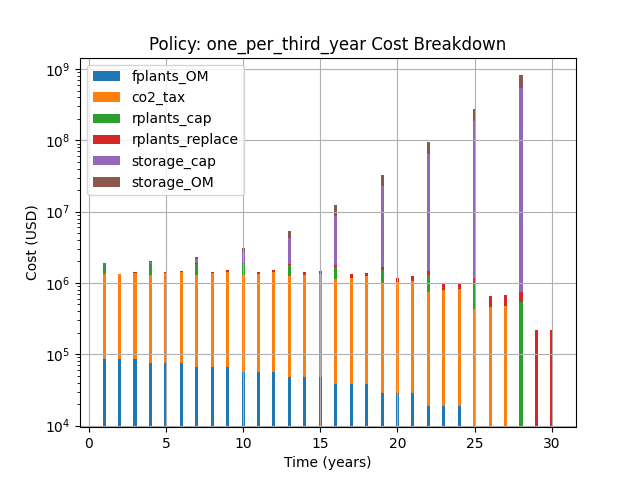 Policy: one_per_third_year Cost Breakdown
fplants_OM
co2_tax
rplants_cap
rplants_replace
storage_cap
storage_OM
Cost (USD)
10⁹
10⁸
10⁷
10⁶
10⁵
10⁴
0 5 10 15 20 25 30
Time (years)